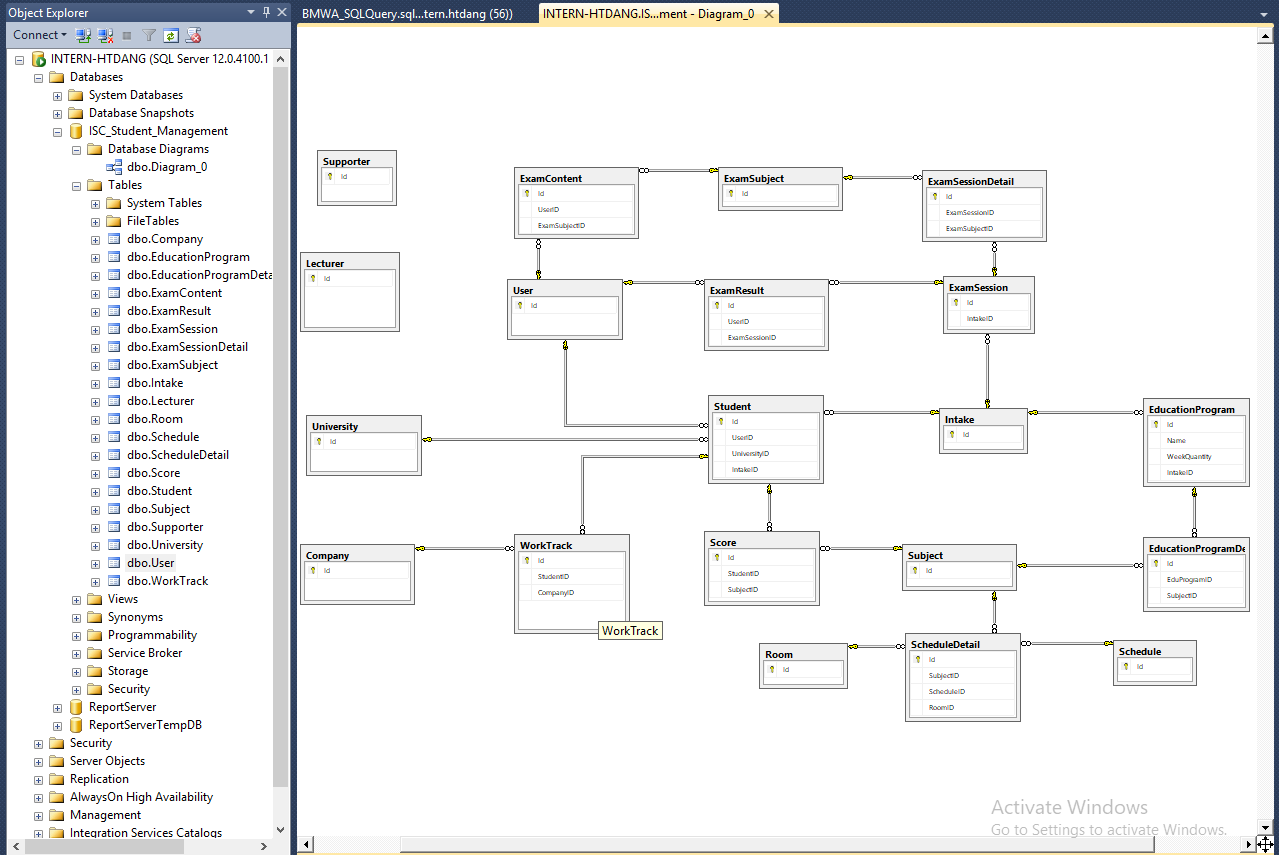 Object Explorer
Connect
INTERN-HTDANG (SQL Server 12.0.4100.1
Databases
System Databases
Database Snapshots
ISC_Student_Management
Database Diagrams
dbo.Diagram_0
Tables
System Tables
FileTables
dbo.Company
dbo.EducationProgram
dbo.EducationProgramDeta
dbo.ExamContent
dbo.ExamResult
dbo.ExamSession
dbo.ExamSessionDetail
dbo.ExamSubject
dbo.Intake
dbo.Lecturer
dbo.Room
dbo.Schedule
dbo.ScheduleDetail
dbo.Score
dbo.Student
dbo.Subject
dbo.Supporter
dbo.University
dbo.User
dbo.WorkTrack
Views
Synonyms
Programmability
Service Broker
Storage
Security
ReportServer
ReportServerTempDB
Security
Server Objects
Replication
AlwaysOn High Availability
Management
Integration Services Catalogs
BMWA_SQLQuery.sql...tern.htdang (56))
INTERN-HTDANG.IS...ment - Diagram_0
Supporter
Id
ExamContent
Id
UserID
ExamSubjectID
ExamSubject
Id
ExamSessionDetail
Id
ExamSessionID
ExamSubjectID
Lecturer
Id
User
Id
ExamResult
Id
UserID
ExamSessionID
ExamSession
Id
IntakeID
University
Id
Student
Id
UserID
UniversityID
IntakeID
Intake
Id
EducationProgram
Id
Name
WeekQuantity
IntakeID
Company
Id
WorkTrack
Id
StudentID
CompanyID
WorkTrack
Score
Id
StudentID
SubjectID
Subject
Id
EducationProgramDe
Id
EduProgramID
SubjectID
Room
Id
ScheduleDetail
Id
SubjectID
ScheduleID
RoomID
Schedule
Id
Activate Windows
Go to Settings to activate Windows.